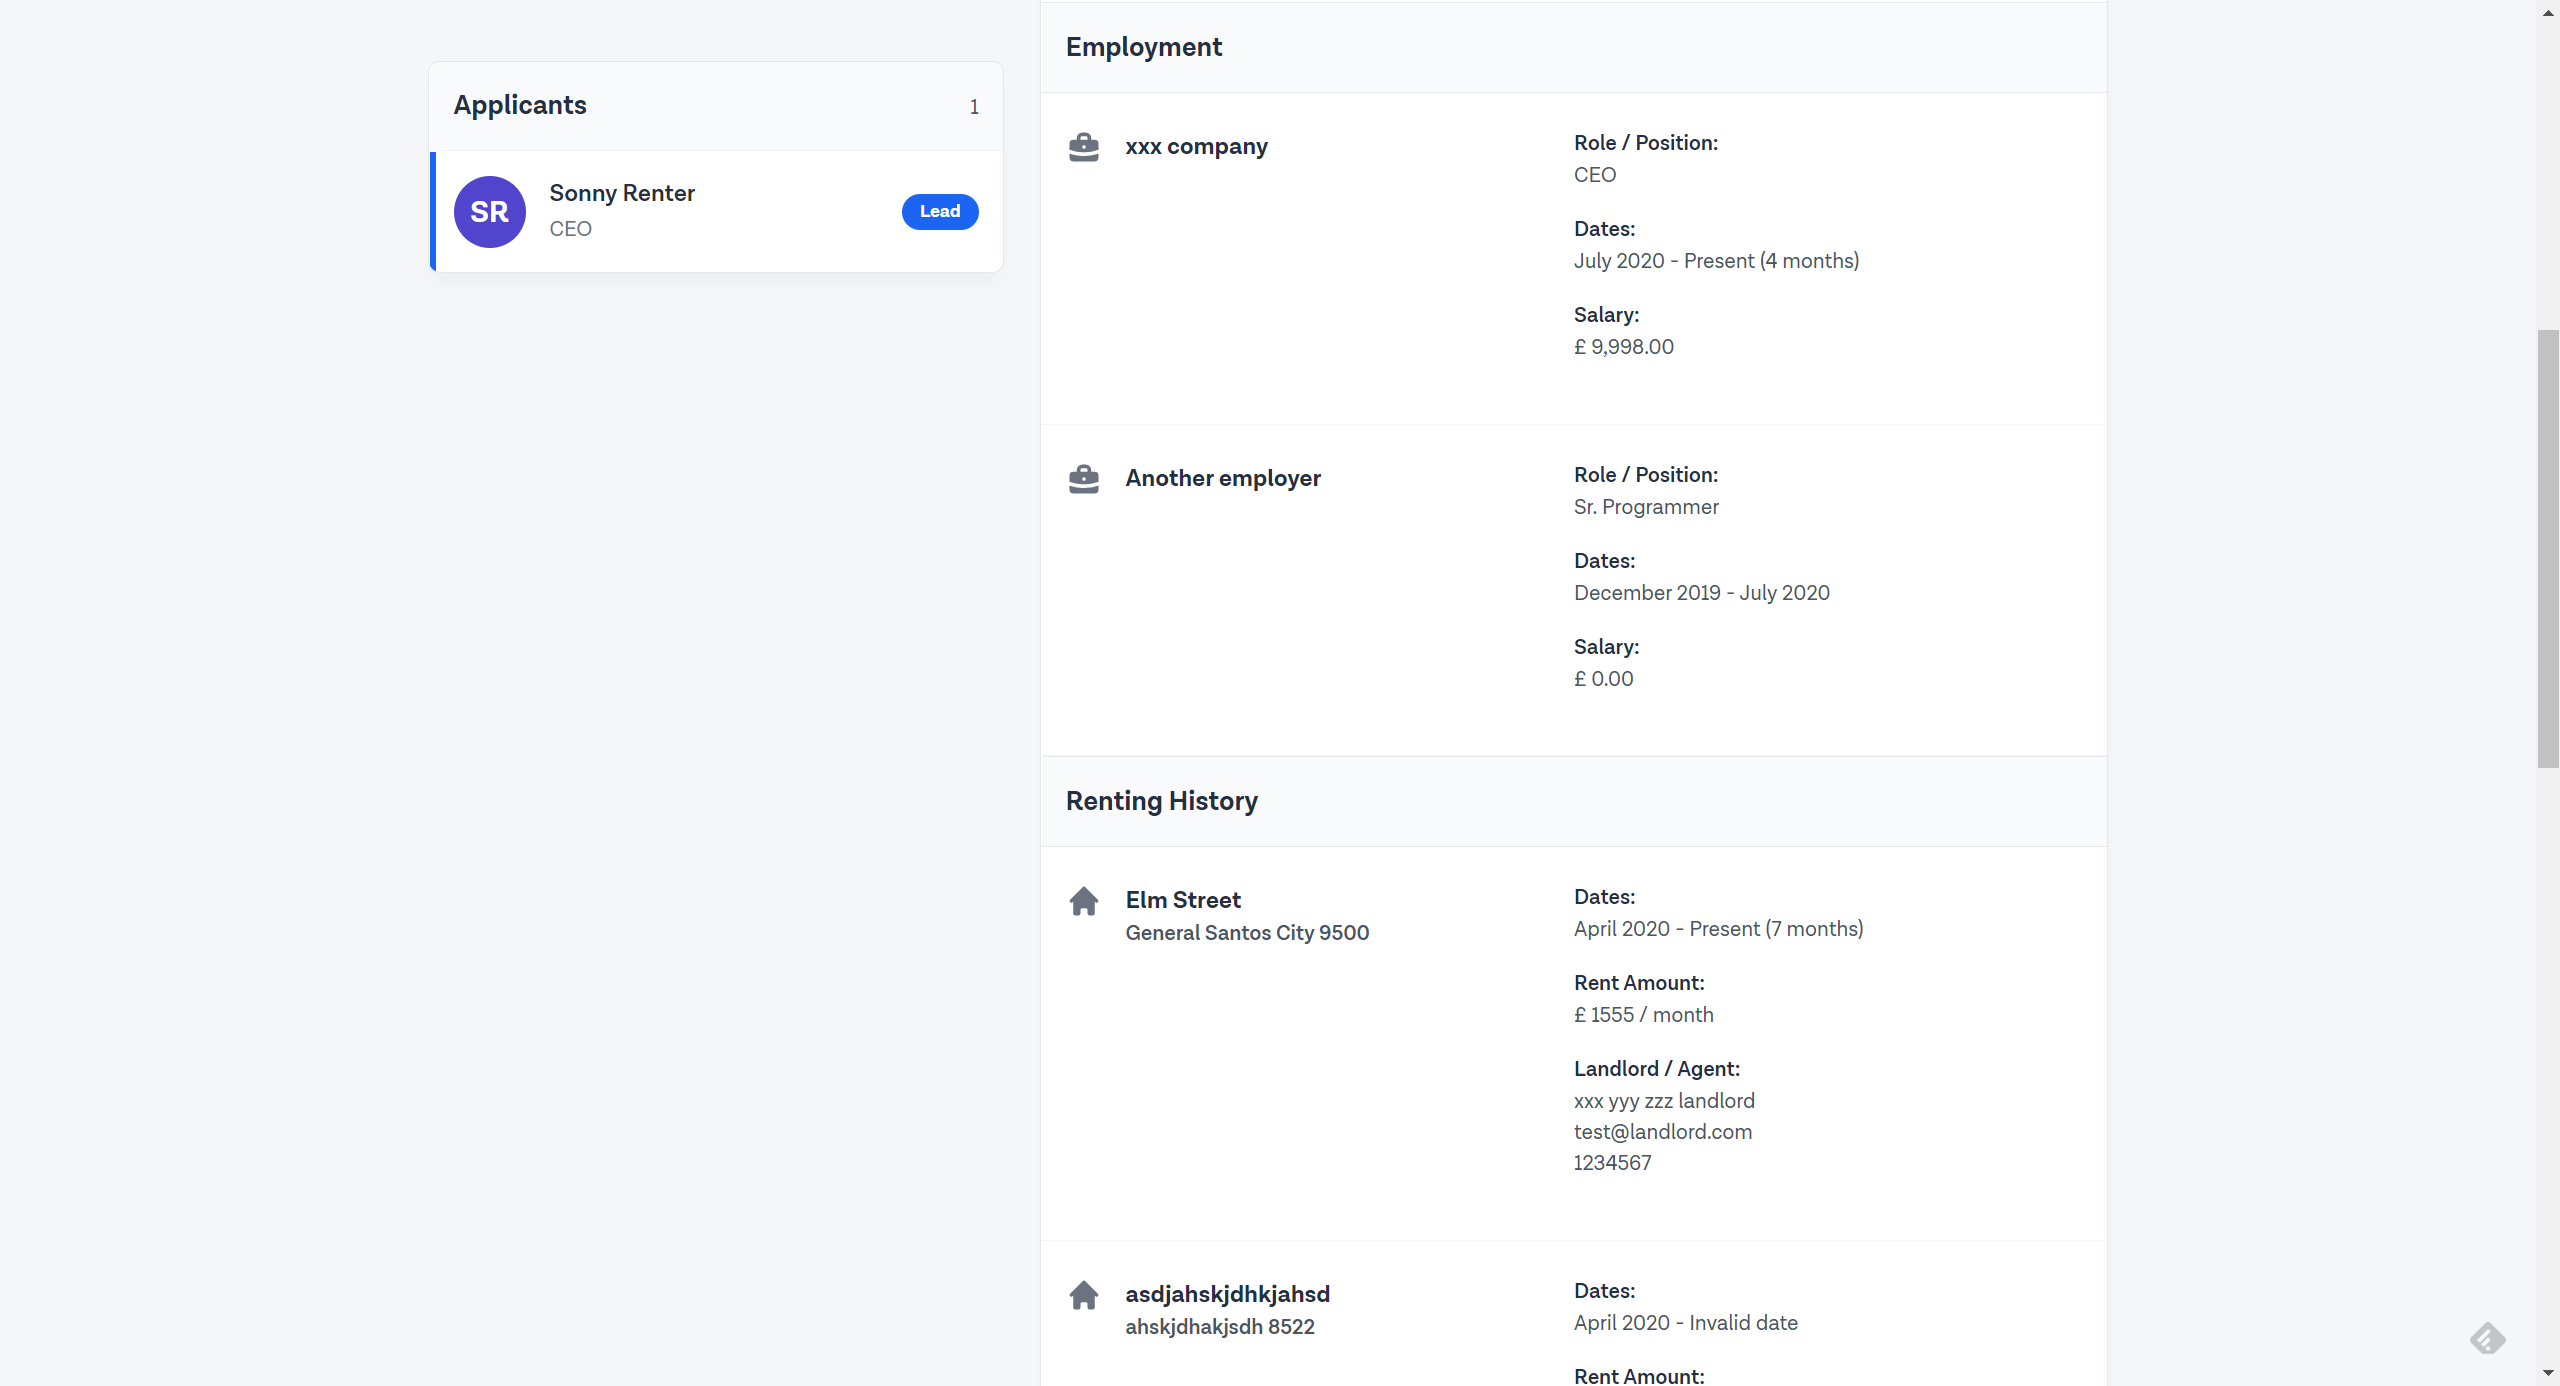 Applicants 1
SR
Sonny Renter
CEO
Lead
Employment
xxx company
Role / Position:
CEO
Dates:
July 2020 - Present (4 months)
Salary:
£ 9,998.00
Another employer
Role / Position:
Sr. Programmer
Dates:
December 2019 - July 2020
Salary:
£ 0.00
Renting History
Elm Street
General Santos City 9500
Dates:
April 2020 - Present (7 months)
Rent Amount:
£ 1555 / month
Landlord / Agent:
xxx yyy zzz landlord
test@landlord.com
1234567
asdjahskjdhkjahsd
ahskjdhakjsdh 8522
Dates:
April 2020 - Invalid date
Rent Amount: